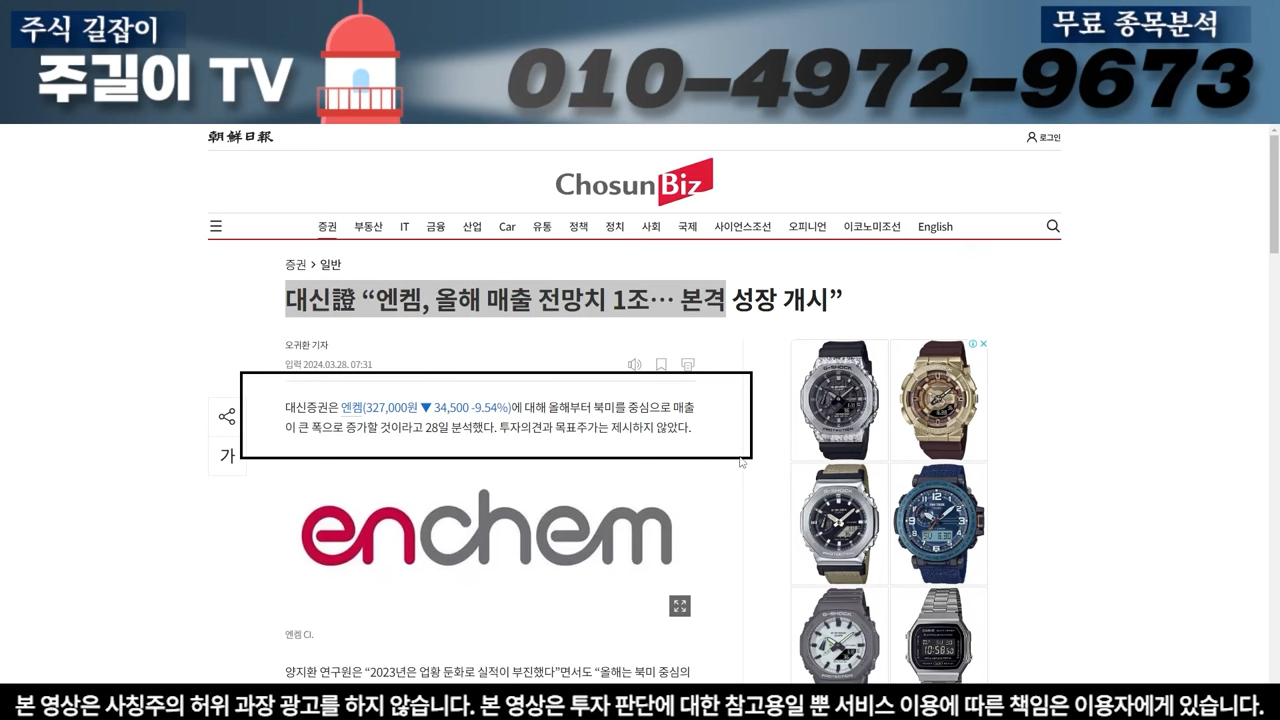 주식 길잡이
주길이 TV
무료 종목분석
010-4972-9673
朝鮮日報
로그인
ChosunBiz
증권 부동산 IT 금융 산업 Car 유통 정책 정치 사회 국제 사이언스조선 오피니언 이코노미조선 English
증권 > 일반
대신證 “엔켐, 올해 매출 전망치 1조… 본격 성장 개시”
오귀환 기자
입력 2024.03.28. 07:31
대신증권은 엔켐(327,000원 ▼ 34,500 -9.54%)에 대해 올해부터 북미를 중심으로 매출
이 큰 폭으로 증가할 것이라고 28일 분석했다. 투자의견과 목표주가는 제시하지 않았다.
가
enchem
엔켐 CI.
양지환 연구원은 “2023년은 업황 둔화로 실적이 부진했다”면서도 “올해는 북미 중심의
본 영상은 사칭주의 허위 과장 광고를 하지 않습니다. 본 영상은 투자 판단에 대한 참고용일 뿐 서비스 이용에 따른 책임은 이용자에게 있습니다.